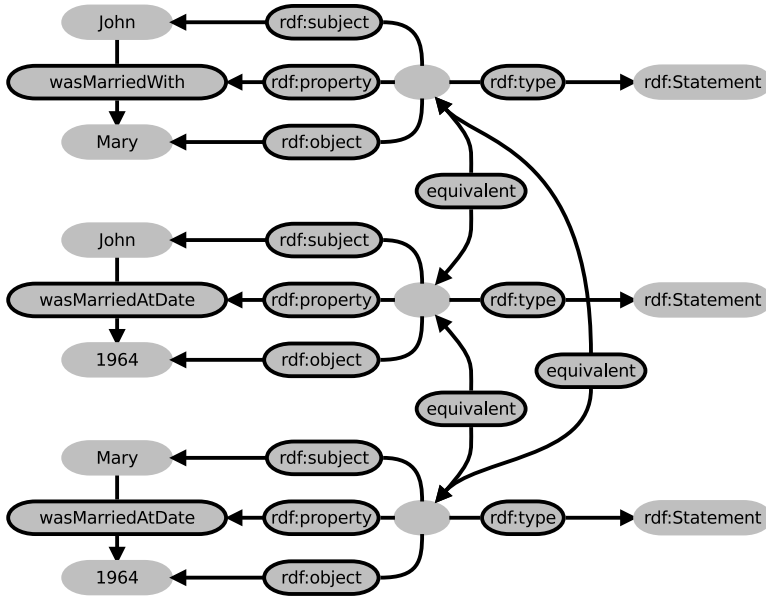 John
rdf:subject
wasMarriedWith
rdf:property
rdf:type
rdf:Statement
Mary
rdf:object
equivalent
John
rdf:subject
wasMarriedAtDate
rdf:property
rdf:type
rdf:Statement
1964
rdf:object
equivalent
equivalent
Mary
rdf:subject
wasMarriedAtDate
rdf:property
rdf:type
rdf:Statement
1964
rdf:object